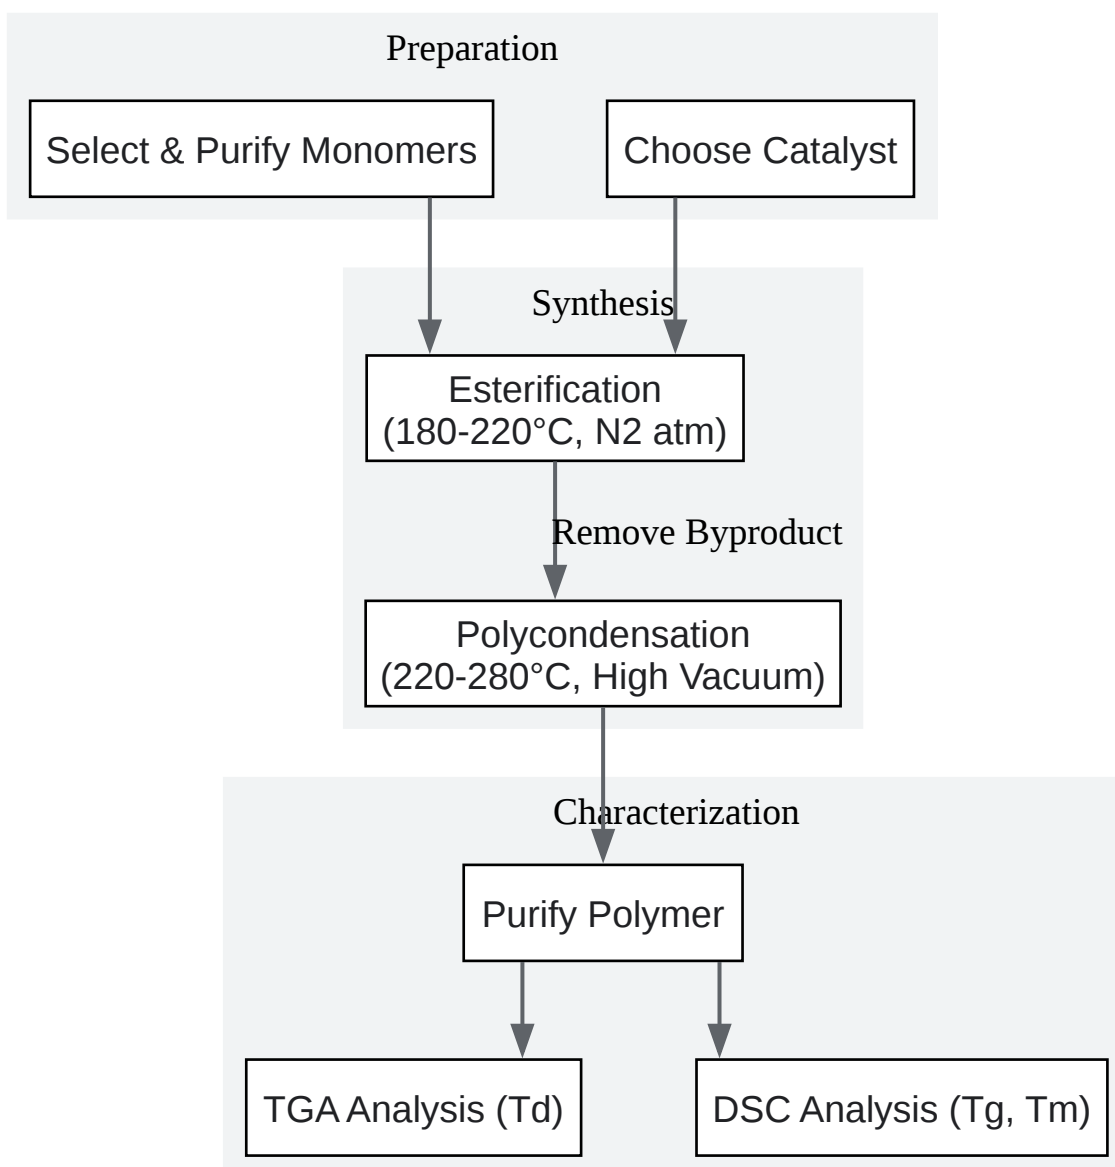 Preparation
Select & Purify Monomers
Choose Catalyst
Synthesis
Esterification
(180-220°C, N2 atm)
Remove Byproduct
Polycondensation
(220-280°C, High Vacuum)
Characterization
Purify Polymer
TGA Analysis (Td)
DSC Analysis (Tg, Tm)